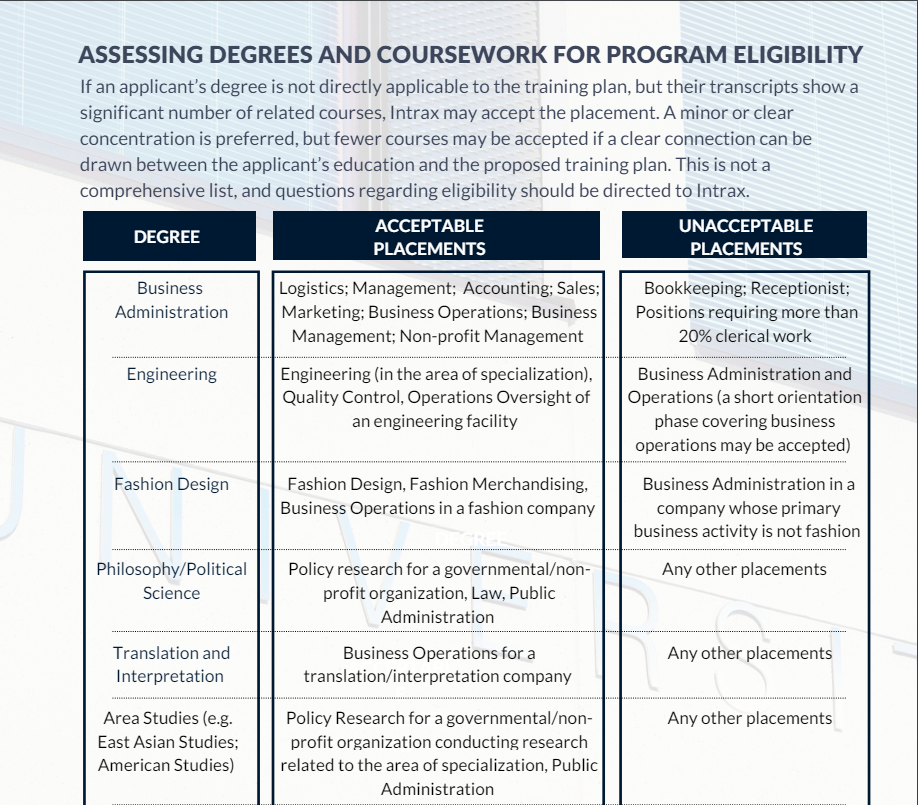 ASSESSING DEGREES AND COURSEWORK FOR PROGRAM ELIGIBILITY
If an applicant’s degree is not directly applicable to the training plan, but their transcripts show a
significant number of related courses, Intrax may accept the placement. A minor or clear
concentration is preferred, but fewer courses may be accepted if a clear connection can be
drawn between the applicant’s education and the proposed training plan. This is not a
comprehensive list, and questions regarding eligibility should be directed to Intrax.
DEGREE
ACCEPTABLE
PLACEMENTS
UNACCEPTABLE
PLACEMENTS
Business
Administration
Logistics; Management; Accounting; Sales;
Marketing; Business Operations; Business
Management; Non-profit Management
Bookkeeping; Receptionist;
Positions requiring more than
20% clerical work
Engineering
Engineering (in the area of specialization),
Quality Control, Operations Oversight of
an engineering facility
Business Administration and
Operations (a short orientation
phase covering business
operations may be accepted)
Fashion Design
Fashion Design, Fashion Merchandising,
Business Operations in a fashion company
Business Administration in a
company whose primary
business activity is not fashion
DEGREE
Philosophy/Political
Science
Policy research for a governmental/non-
profit organization, Law, Public
Administration
Any other placements
Translation and
Interpretation
Business Operations for a
translation/interpretation company
Any other placements
Area Studies (e.g.
East Asian Studies;
American Studies)
Policy Research for a governmental/non-
profit organization conducting research
related to the area of specialization, Public
Administration
Any other placements
UNIVERSIT